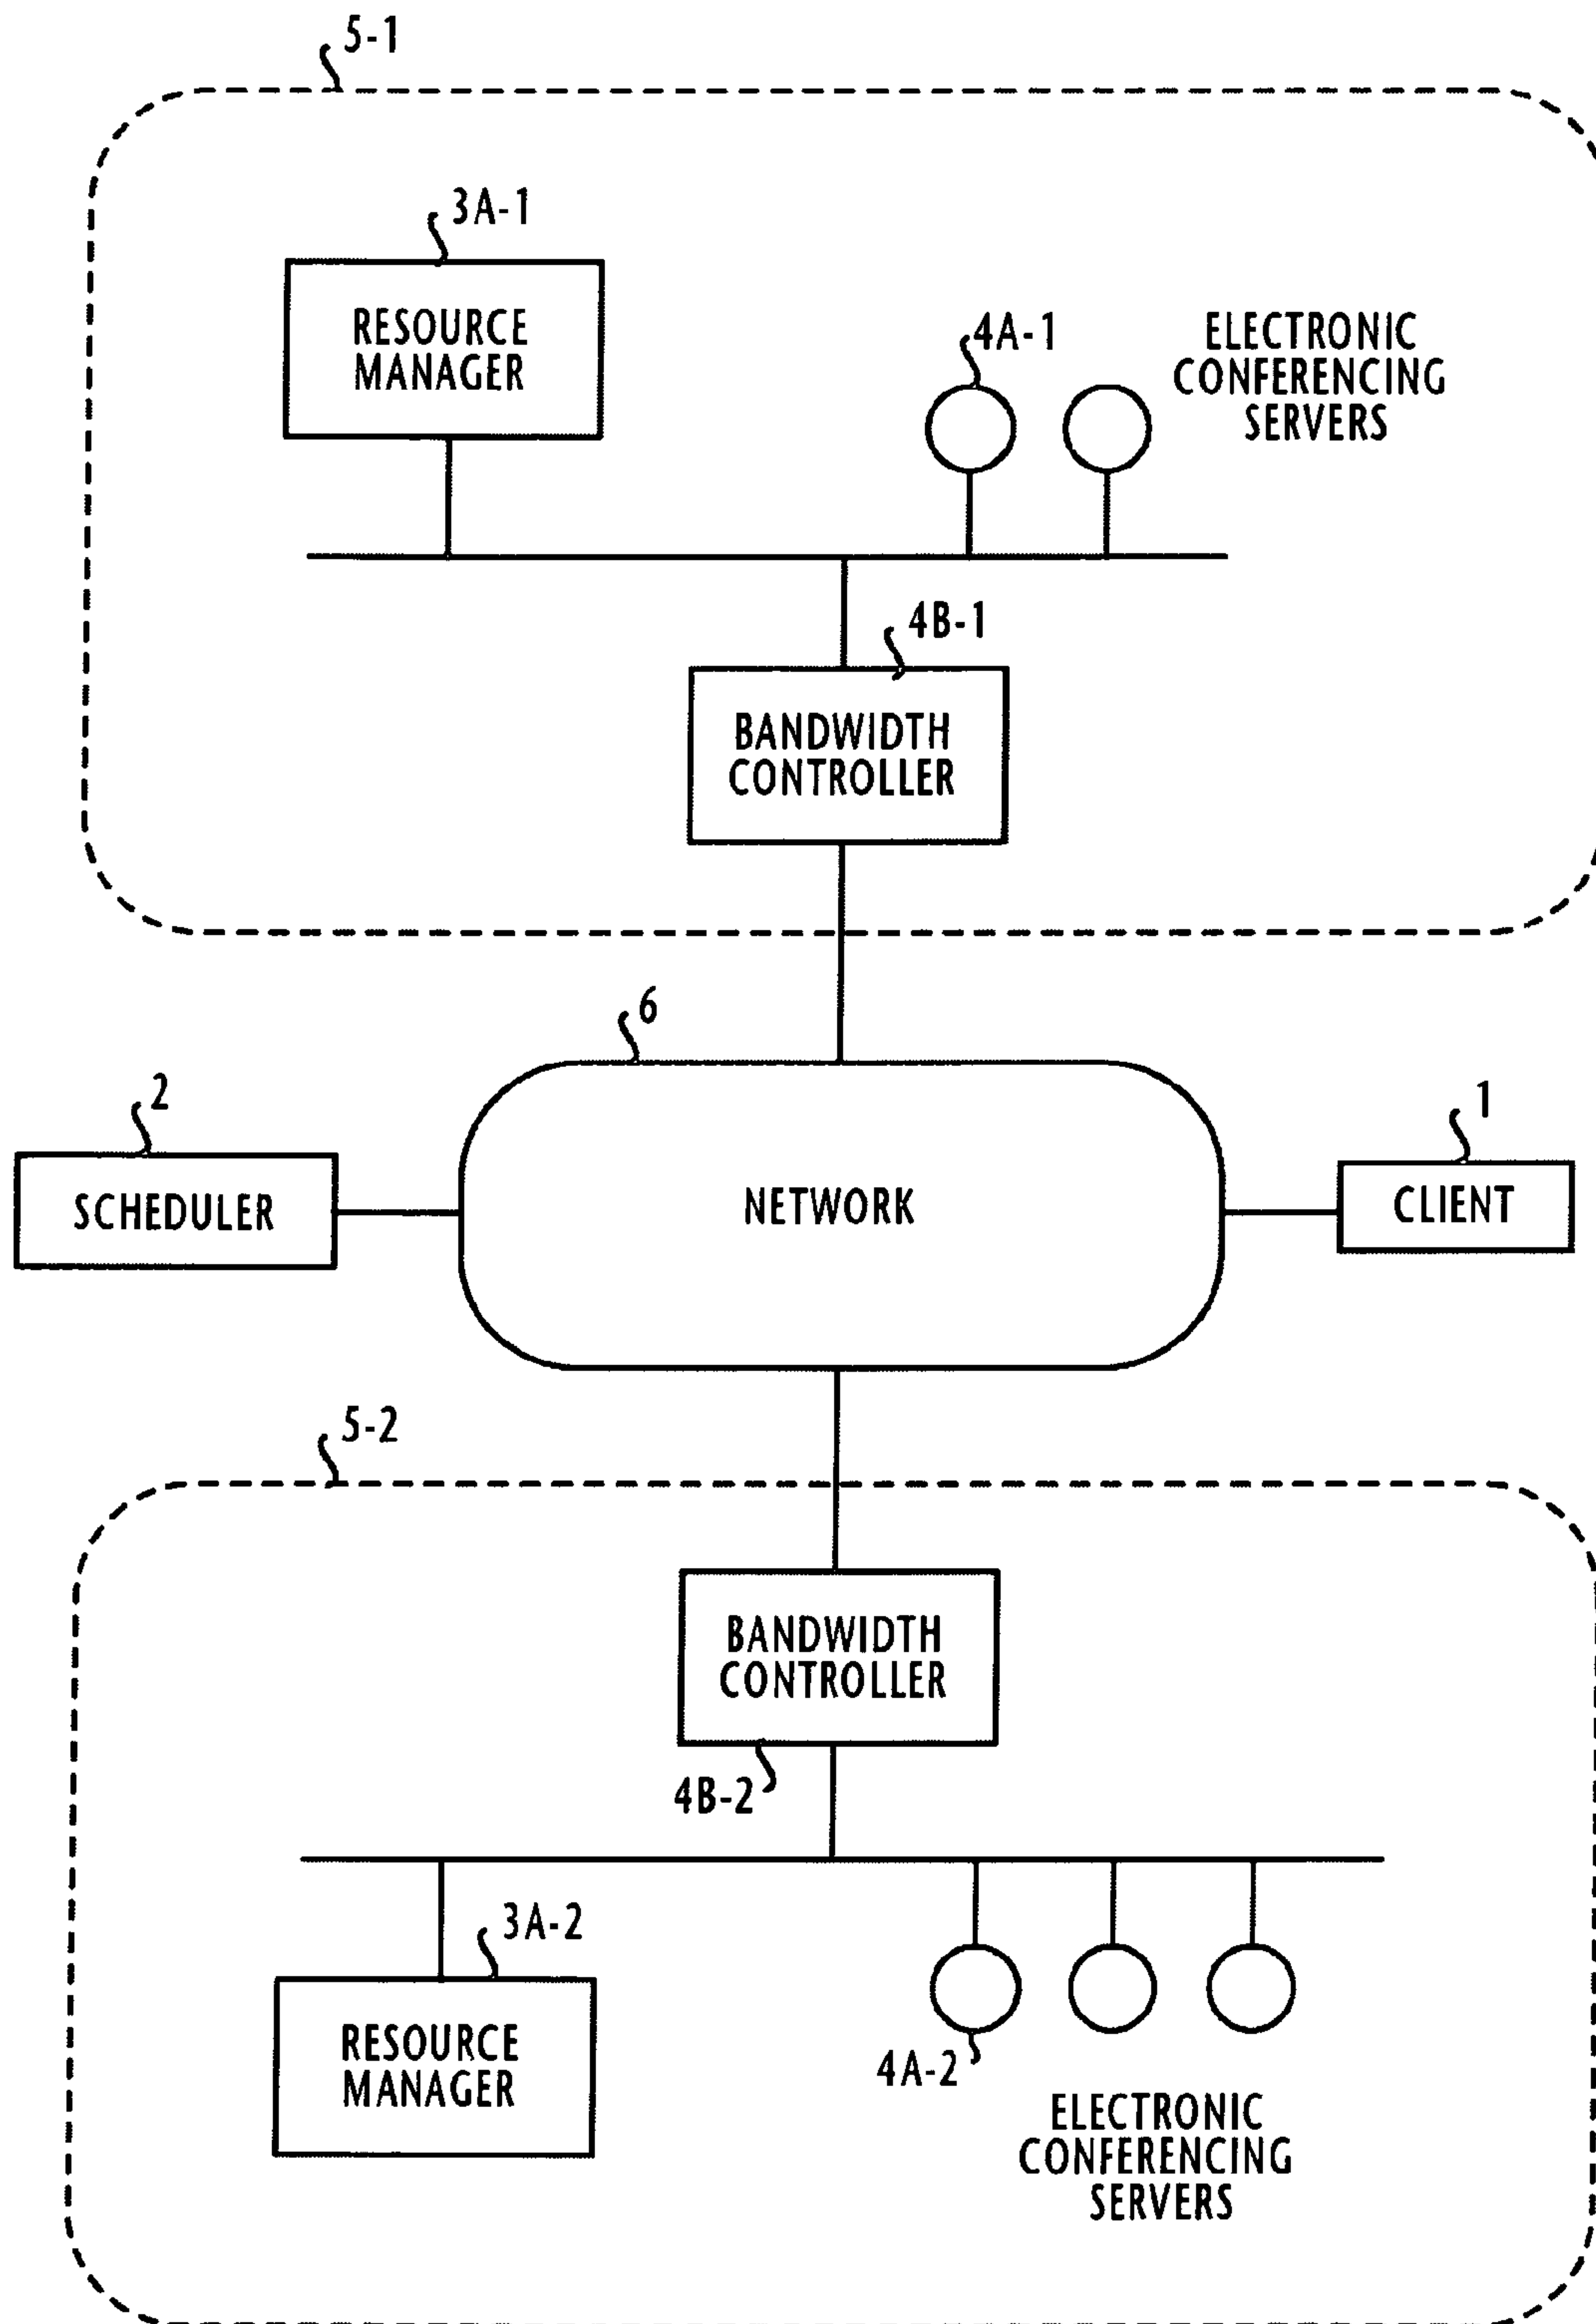 5-1
3A-1
RESOURCE
MANAGER
4A-1
ELECTRONIC
CONFERENCING
SERVERS
4B-1
BANDWIDTH
CONTROLLER
6
2
1
SCHEDULER
NETWORK
CLIENT
5-2
BANDWIDTH
CONTROLLER
4B-2
3A-2
RESOURCE
MANAGER
4A-2
ELECTRONIC
CONFERENCING
SERVERS